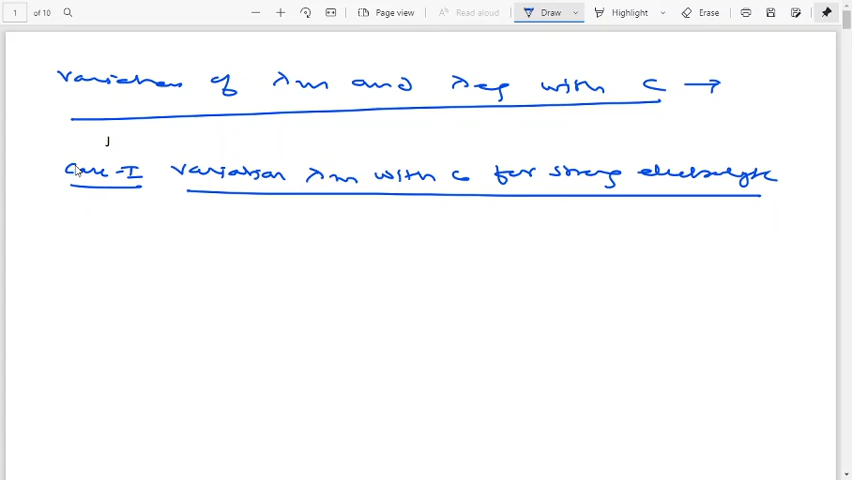 1 of 10 Page view Read aloud Draw Highlight Erase
Variation of λm and λeq with C →
Case-I Variation λm with C for strong electrolyte